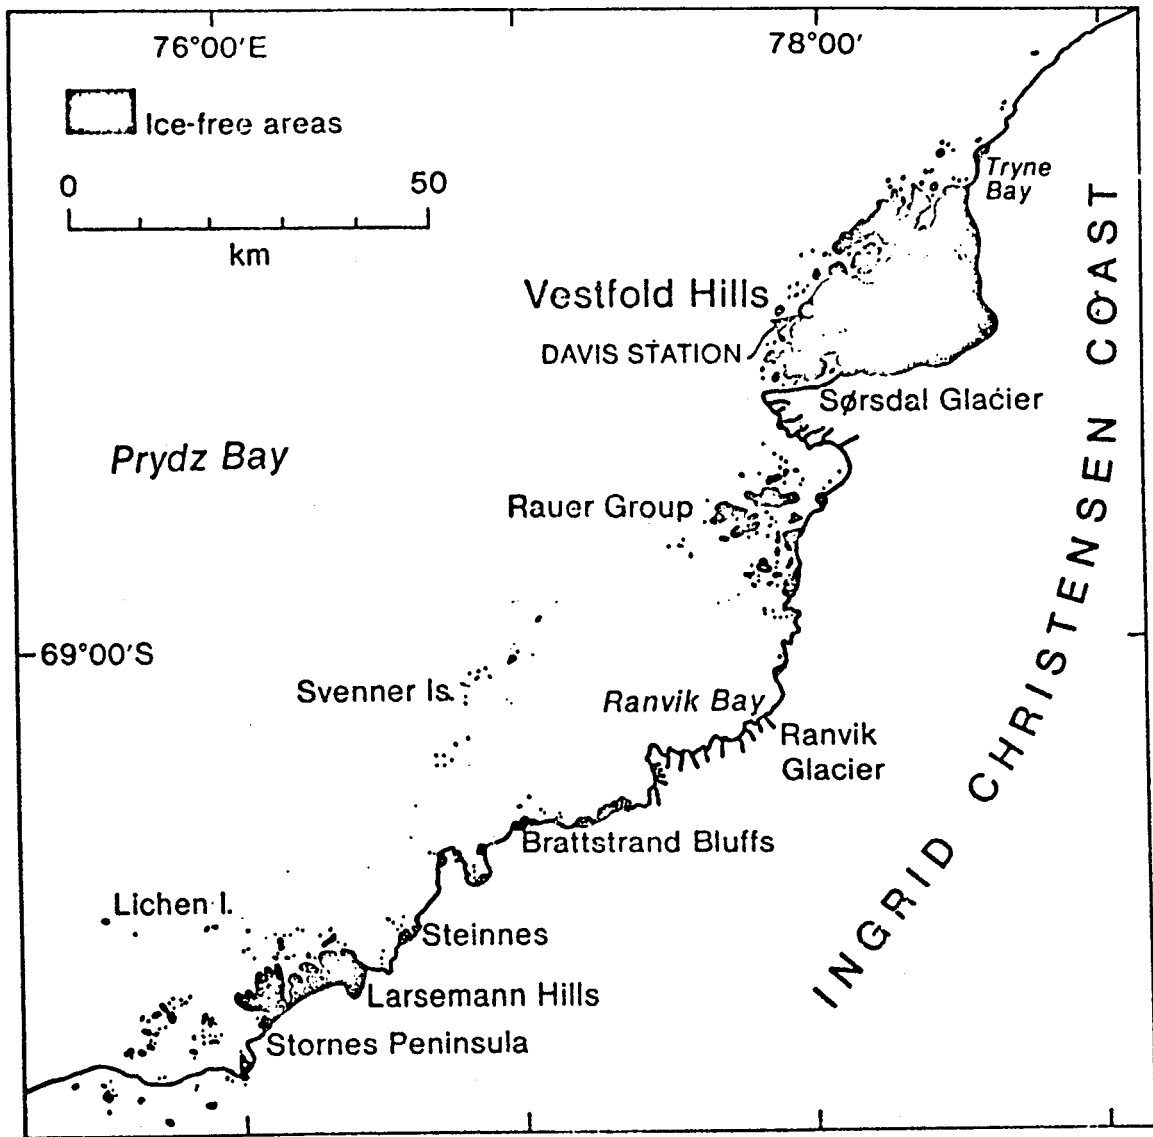 76°00'E
78°00'
Ice-free areas
0
50
km
Tryne
Bay
Vestfold Hills
DAVIS STATION
Sørsdal Glacier
Prydz Bay
Rauer Group
INGRID CHRISTENSEN COAST
69°00'S
Svenner Is.
Ranvik Bay
Ranvik
Glacier
Brattstrand Bluffs
Lichen I.
Steinnes
Larsemann Hills
Stornes Peninsula